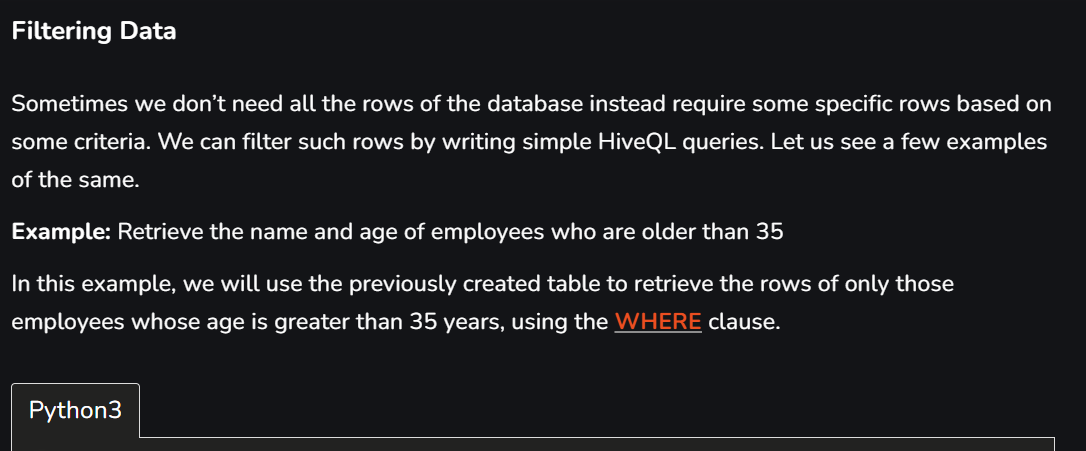 Filtering Data
Sometimes we don’t need all the rows of the database instead require some specific rows based on
some criteria. We can filter such rows by writing simple HiveQL queries. Let us see a few examples
of the same.
Example: Retrieve the name and age of employees who are older than 35
In this example, we will use the previously created table to retrieve the rows of only those
employees whose age is greater than 35 years, using the WHERE clause.
Python3